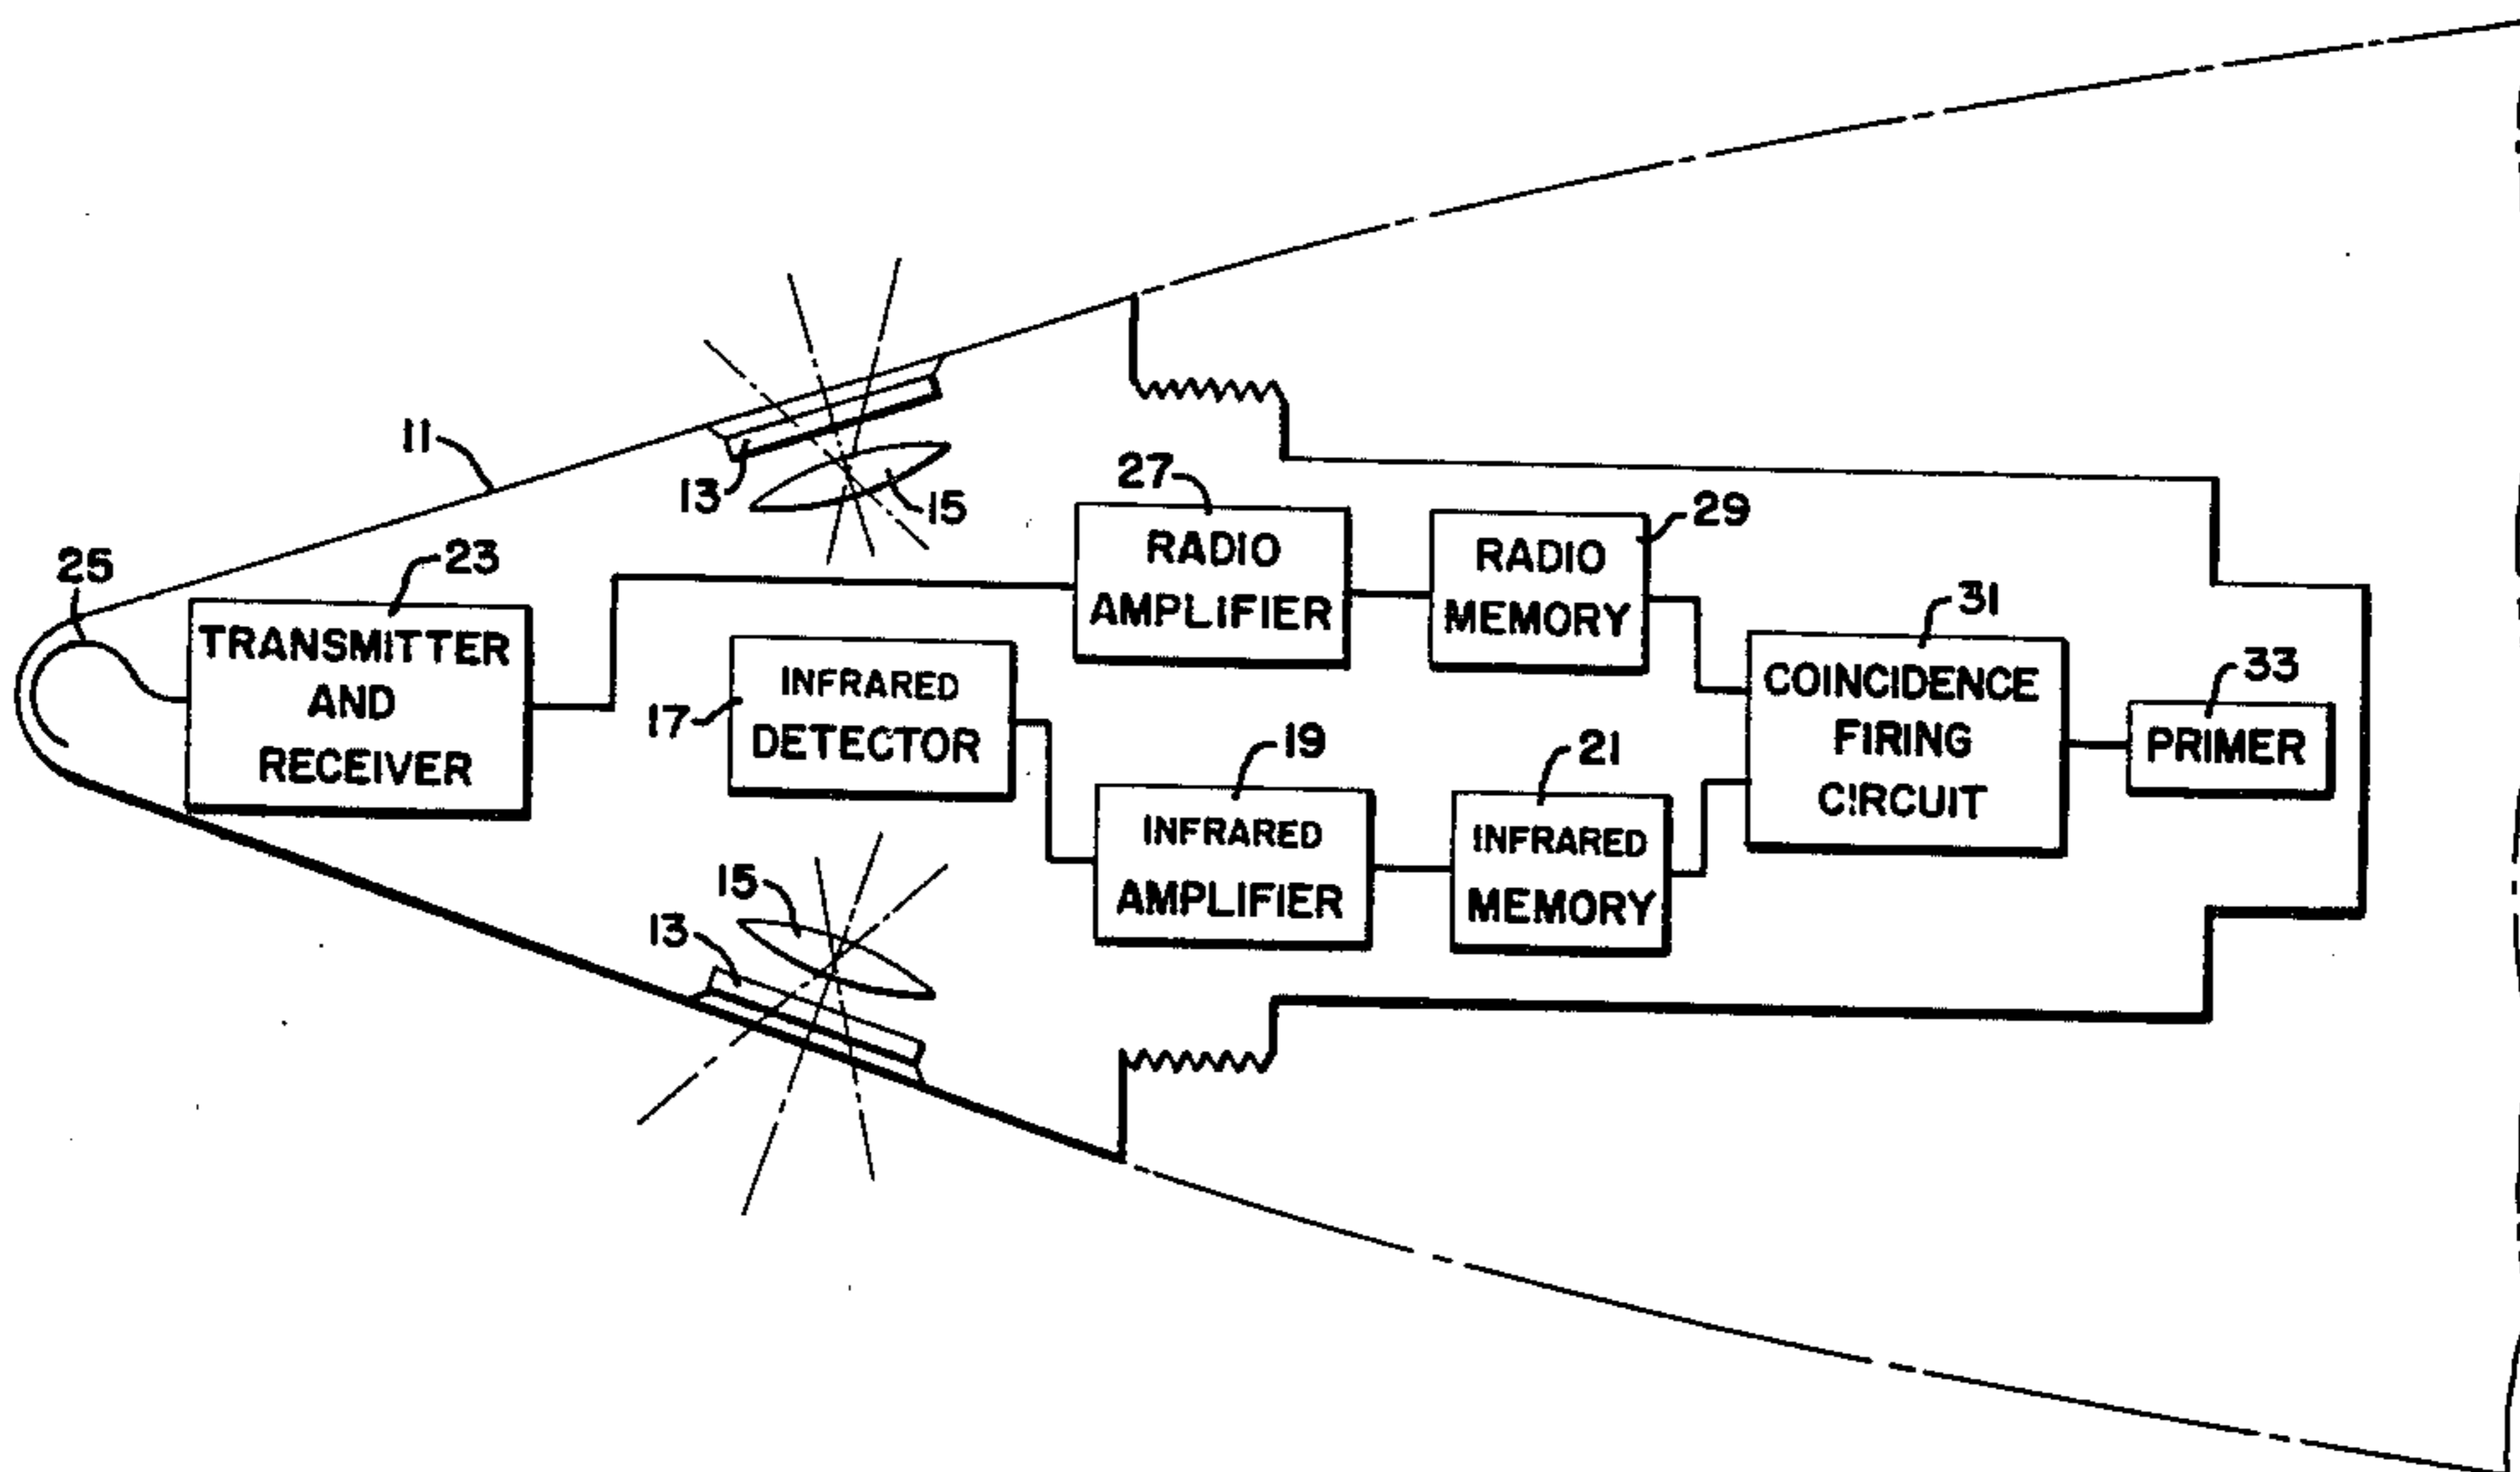 11
13
15
25
23
TRANSMITTER
AND
RECEIVER
27
RADIO
AMPLIFIER
29
RADIO
MEMORY
17
INFRARED
DETECTOR
31
COINCIDENCE
FIRING
CIRCUIT
33
PRIMER
19
INFRARED
AMPLIFIER
21
INFRARED
MEMORY
15
13